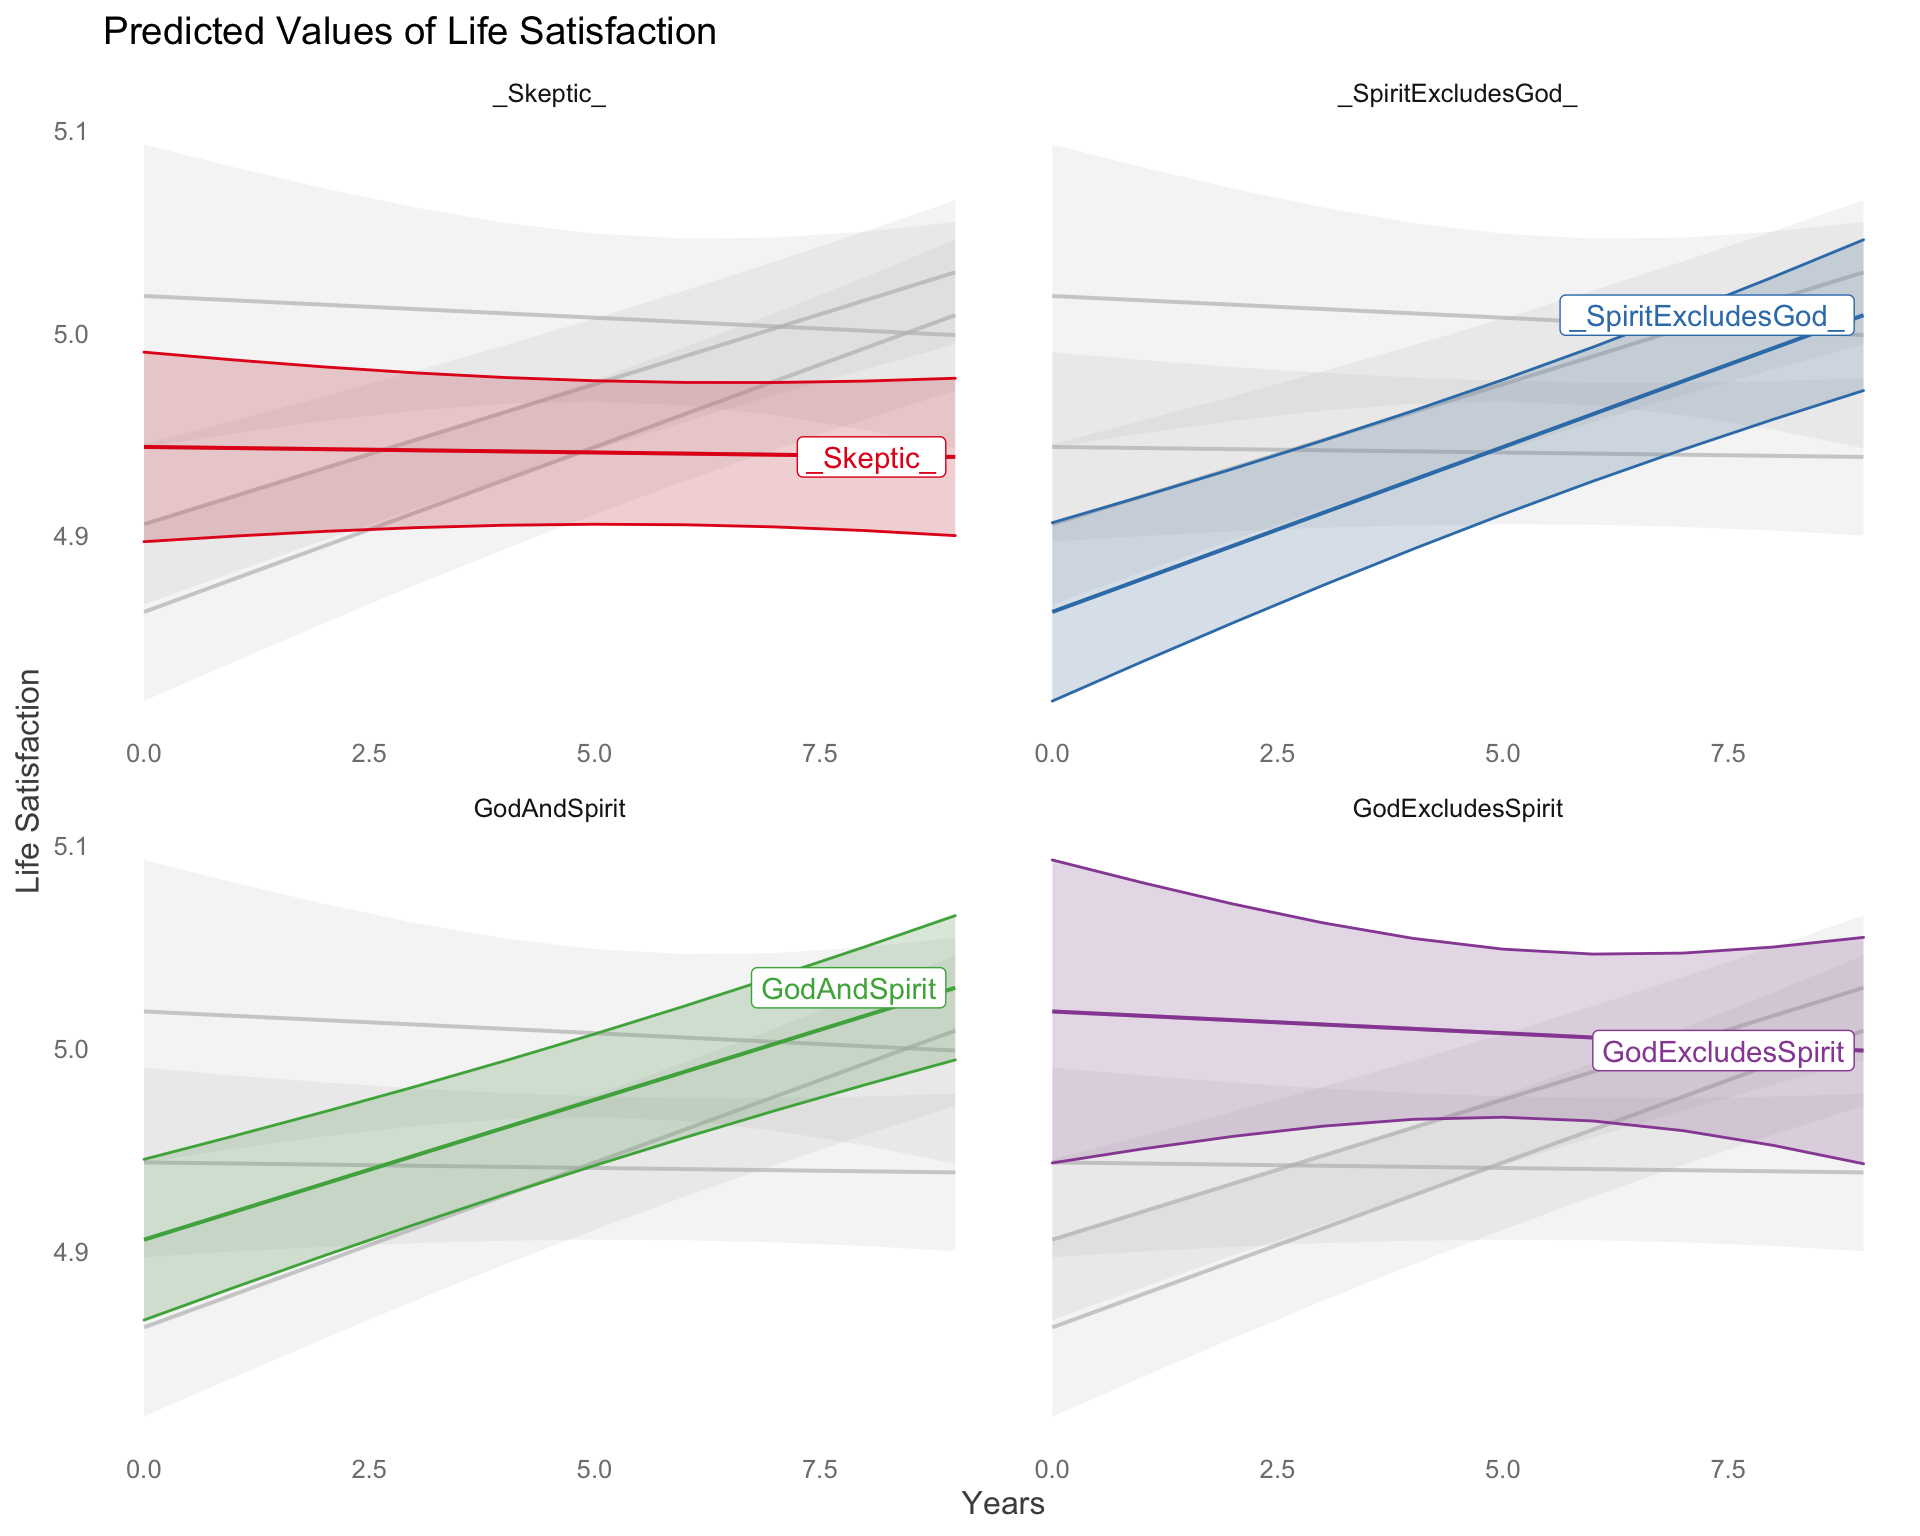 Predicted Values of Life Satisfaction
_Skeptic_
_SpiritExcludesGod_
5.1
5.0
4.9
_SpiritExcludesGod_
_Skeptic_
0.0 2.5 5.0 7.5
0.0 2.5 5.0 7.5
Life Satisfaction
GodAndSpirit
GodExcludesSpirit
5.1
5.0
4.9
GodAndSpirit
GodExcludesSpirit
0.0 2.5 5.0 7.5
0.0 2.5 5.0 7.5
Years